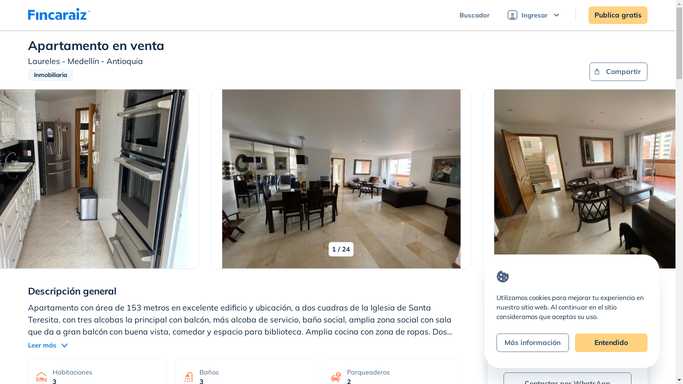 Fincaraiz
Buscador
Ingresar
Publica gratis
Apartamento en venta
Laureles - Medellín - Antioquia
Inmobiliaria
Compartir
1 / 24
Descripción general
Apartamento con área de 153 metros en excelente edificio y ubicación, a dos cuadras de la Iglesia de Santa
Teresita, con tres alcobas la principal con balcón, más alcoba de servicio, baño social, amplia zona social con sala
que da a gran balcón con buena vista, comedor y espacio para biblioteca. Amplia cocina con zona de ropas. Dos...
Leer más
Habitaciones
3
Baños
3
Parqueaderos
2
Utilizamos cookies para mejorar tu experiencia en
nuestro sitio web. Al continuar en el sitio
consideramos que aceptas su uso.
Más información
Entendido
Contactar por WhatsApp